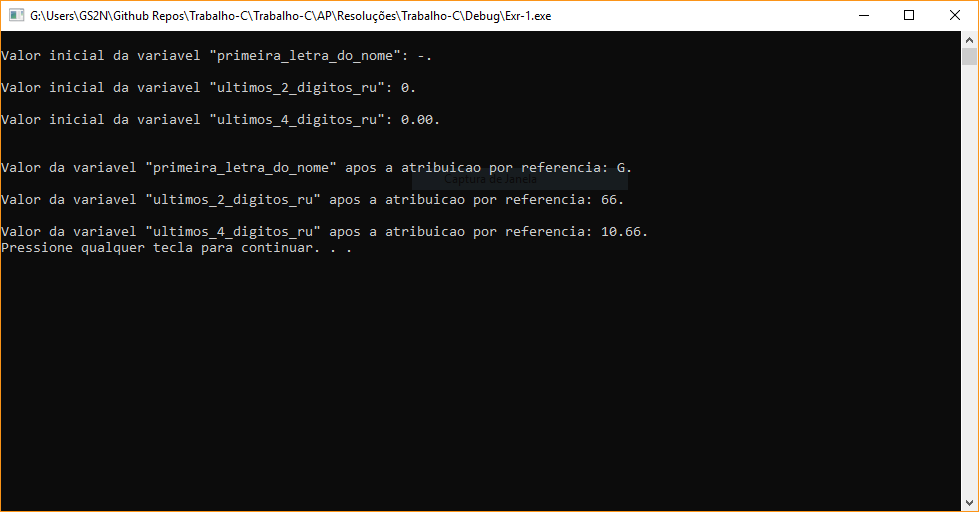 G:\Users\GS2N\Github Repos\Trabalho-C\Trabalho-C\AP\Resoluções\Trabalho-C\Debug\Exr-1.exe
Valor inicial da variavel "primeira_letra_do_nome": -.
Valor inicial da variavel "ultimos_2_digitos_ru": 0.
Valor inicial da variavel "ultimos_4_digitos_ru": 0.00.
Valor da variavel "primeira_letra_do_nome" apos a atribuicao por referencia: G.
Captura de Janela
Valor da variavel "ultimos_2_digitos_ru" apos a atribuicao por referencia: 66.
Valor da variavel "ultimos_4_digitos_ru" apos a atribuicao por referencia: 10.66.
Pressione qualquer tecla para continuar. . .